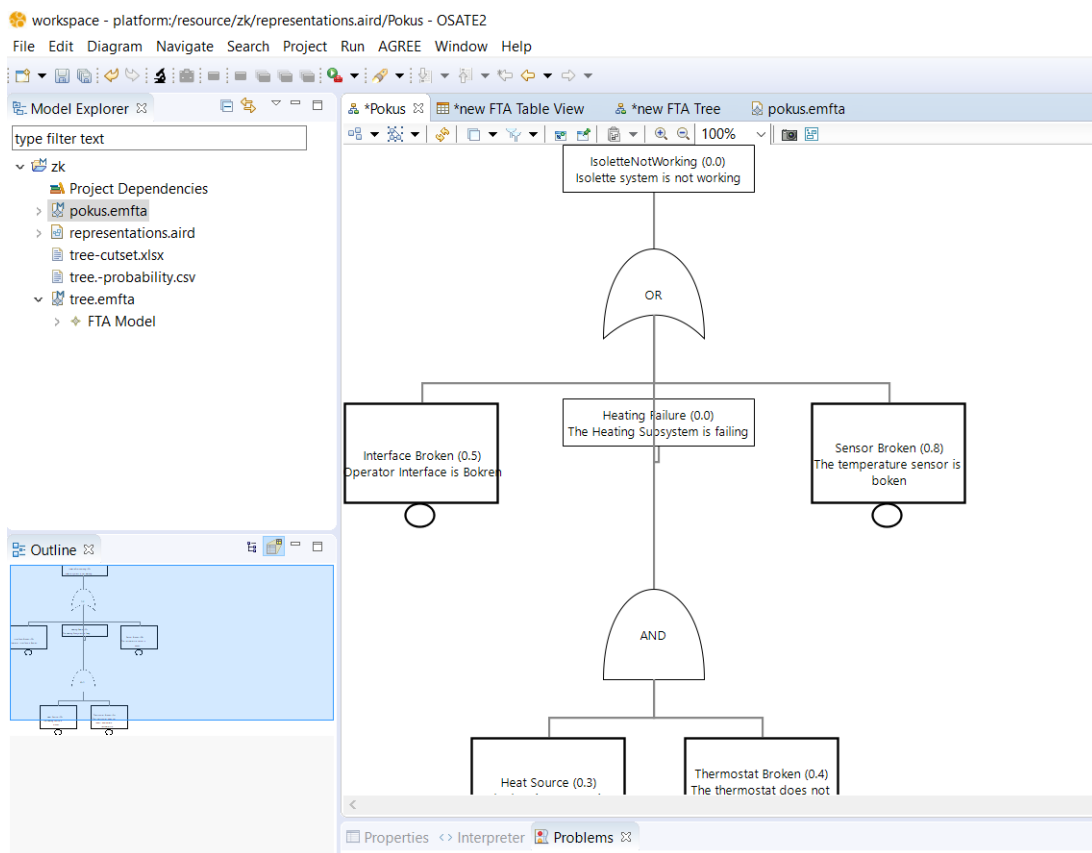 workspace - platform:/resource/zk/representations.aird/Pokus - OSATE2
File Edit Diagram Navigate Search Project Run AGREE Window Help
Model Explorer
type filter text
zk
Project Dependencies
pokus.emfta
representations.aird
tree-cutset.xlsx
tree.-probability.csv
tree.emfta
FTA Model
Outline
*Pokus *new FTA Table View *new FTA Tree pokus.emfta
100%
IsoletteNotWorking (0.0)
Isolette system is not working
OR
Interface Broken (0.5)
Operator Interface is Bokren
Heating Failure (0.0)
The Heating Subsystem is failing
Sensor Broken (0.8)
The temperature sensor is
boken
AND
Heat Source (0.3)
Thermostat Broken (0.4)
The thermostat does not
Properties Interpreter Problems